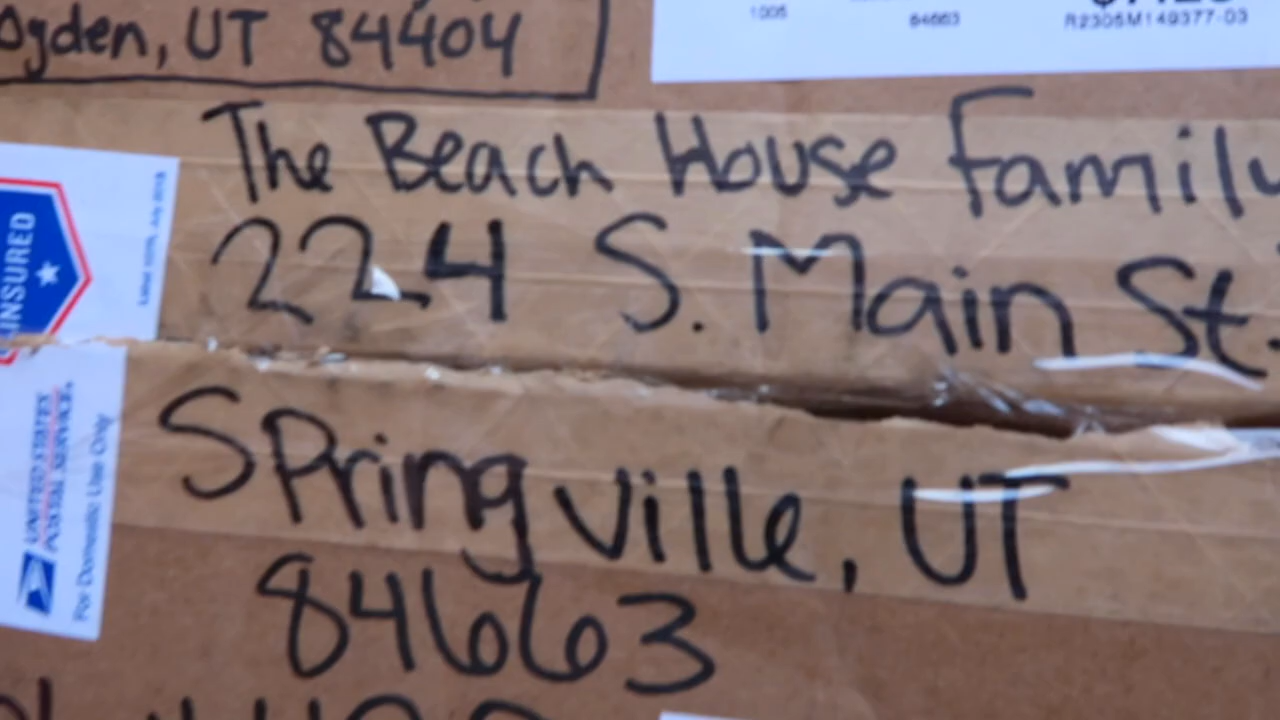 Ogden, UT 84404
1005
84663
R2305M149377-03
The Beach House Family
224 S. Main St.
INSURED
UNITED STATES
POSTAL SERVICE.
For Domestic Use Only
SPringville, UT
84663